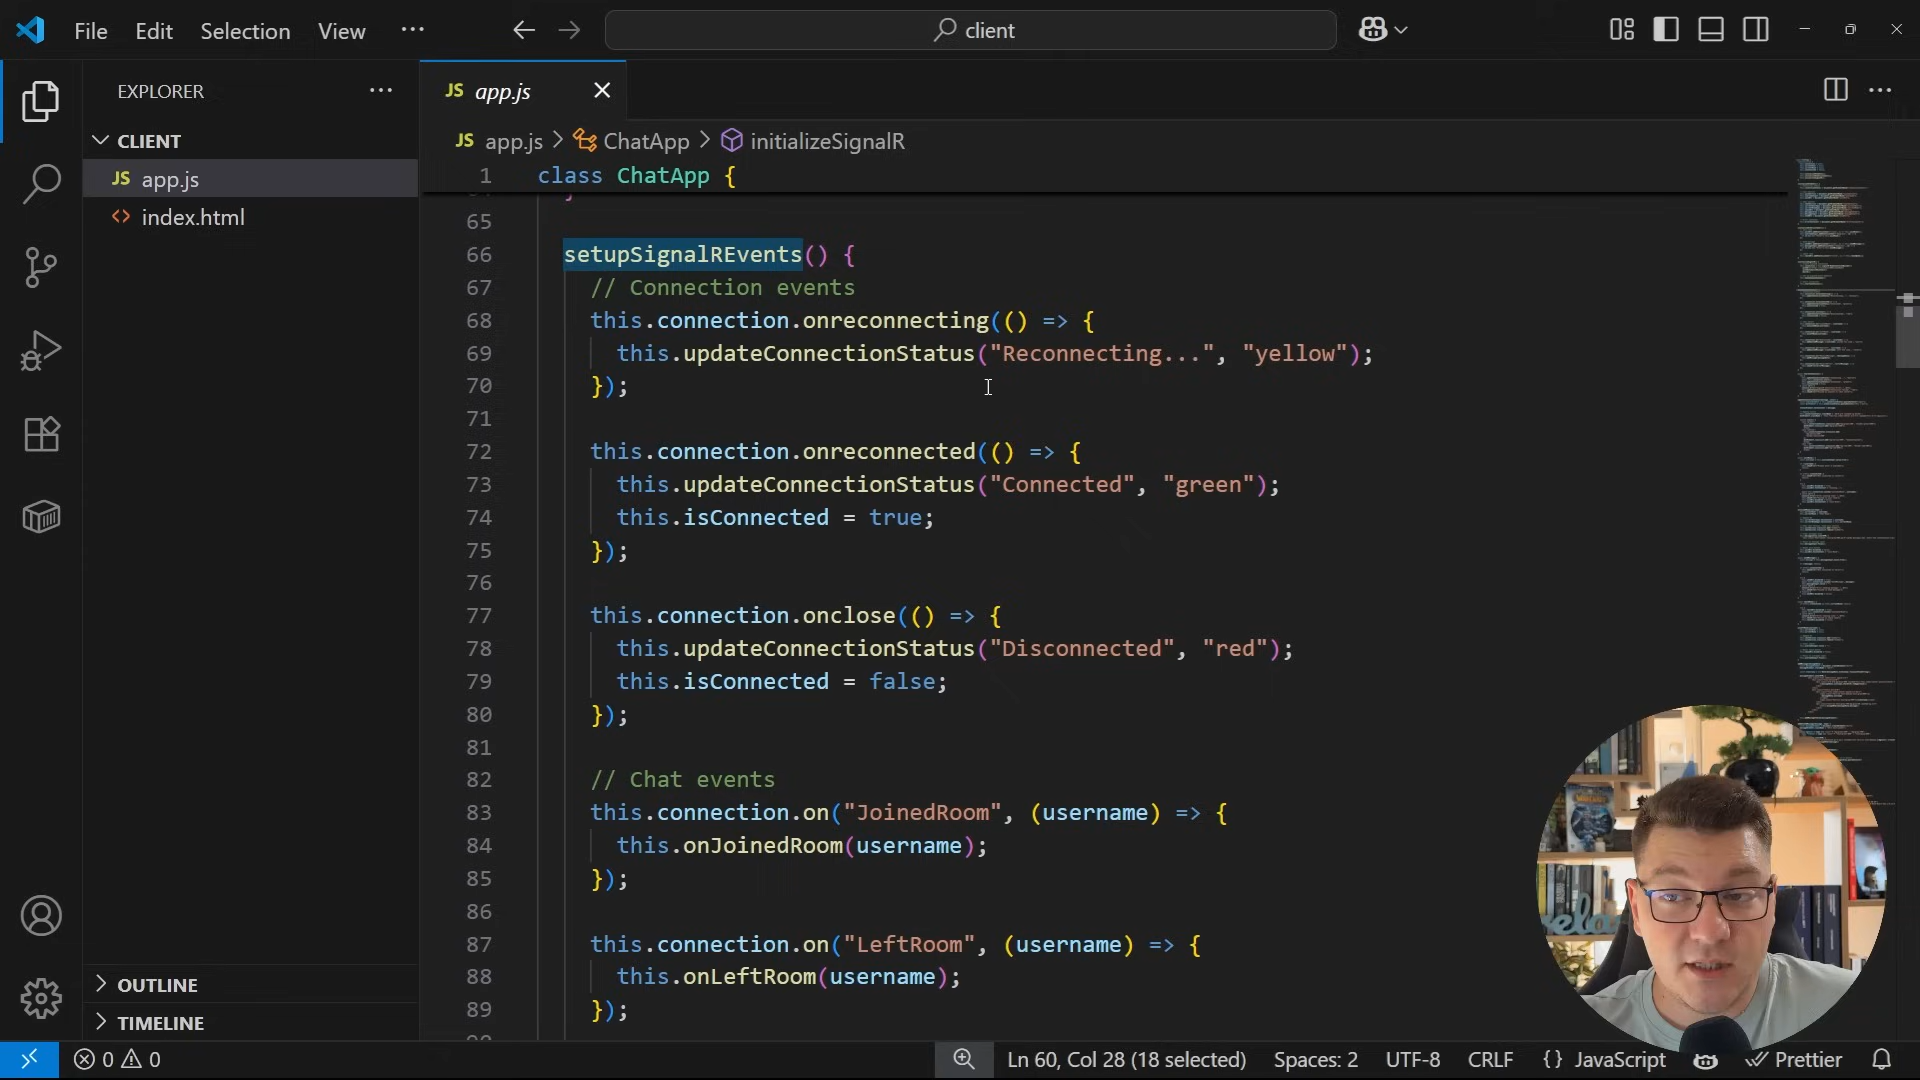 File Edit Selection View ... client
EXPLORER ...
CLIENT
JS app.js
index.html
OUTLINE
TIMELINE
JS app.js
JS app.js > ChatApp > initializeSignalR
1 class ChatApp {
65
66 setupSignalREvents() {
67 // Connection events
68 this.connection.onreconnecting(() => {
69 this.updateConnectionStatus("Reconnecting...", "yellow");
70 });
71
72 this.connection.onreconnected(() => {
73 this.updateConnectionStatus("Connected", "green");
74 this.isConnected = true;
75 });
76
77 this.connection.onclose(() => {
78 this.updateConnectionStatus("Disconnected", "red");
79 this.isConnected = false;
80 });
81
82 // Chat events
83 this.connection.on("JoinedRoom", (username) => {
84 this.onJoinedRoom(username);
85 });
86
87 this.connection.on("LeftRoom", (username) => {
88 this.onLeftRoom(username);
89 });
0 0 Ln 60, Col 28 (18 selected) Spaces: 2 UTF-8 CRLF {} JavaScript Prettier